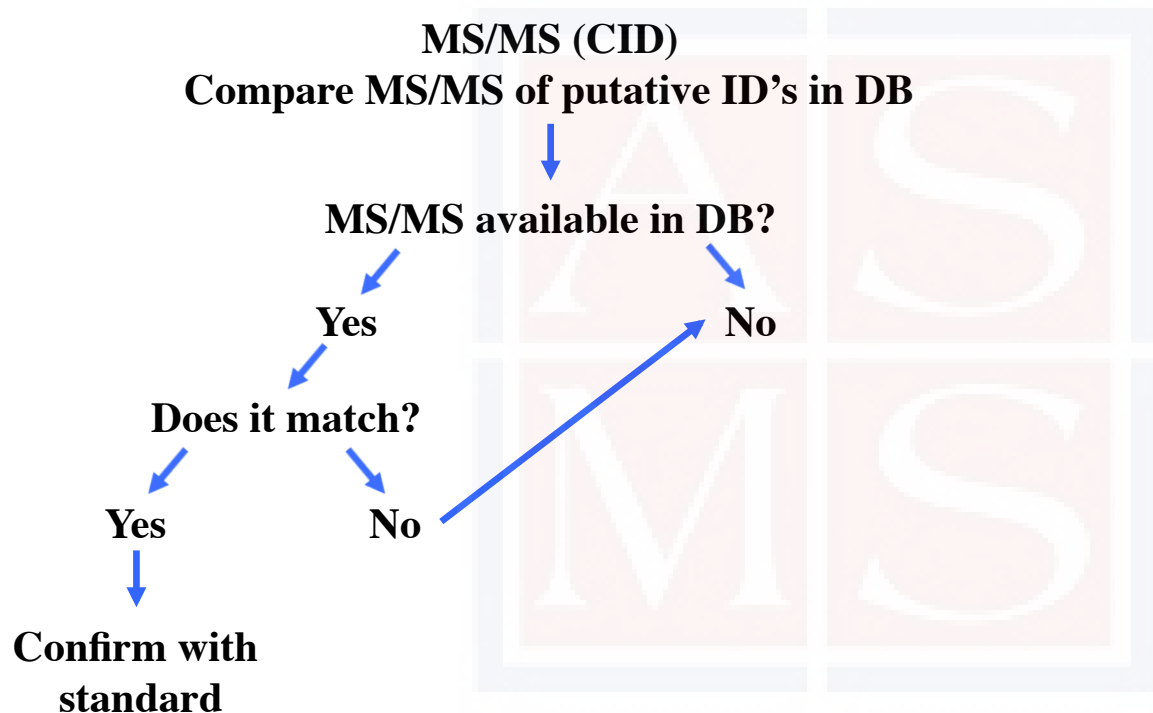 MS/MS (CID)
Compare MS/MS of putative ID’s in DB
MS/MS available in DB?
Yes
No
Does it match?
Yes
No
Confirm with
standard
A S
M S